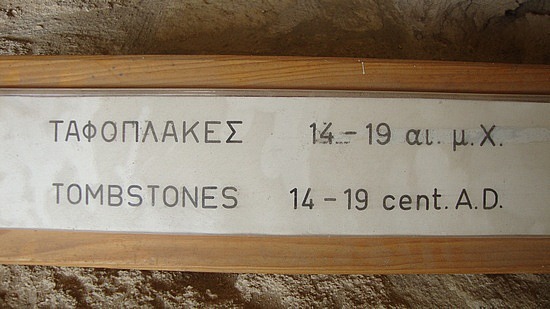 ΤΑΦΟΠΛΑΚΕΣ 14 - 19 αι. μ.Χ.
TOMBSTONES 14 - 19 cent. A.D.